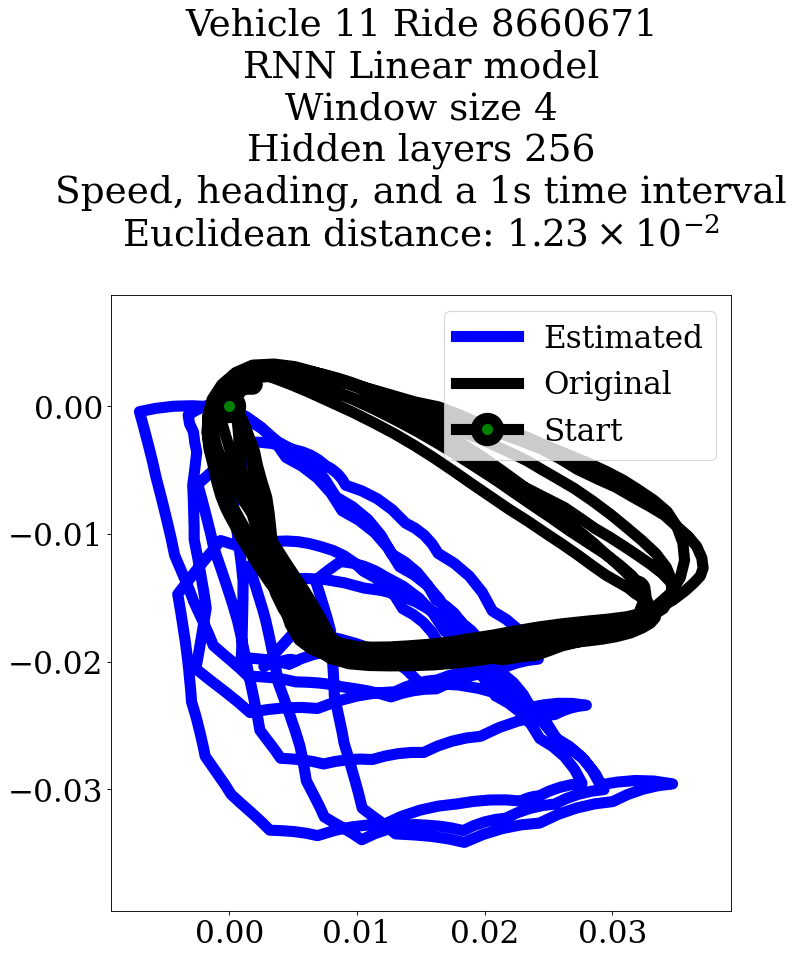 Vehicle 11 Ride 8660671
RNN Linear model
Window size 4
Hidden layers 256
Speed, heading, and a 1s time interval
Euclidean distance: 1.23 × 10⁻²
Estimated
Original
Start
0.00
−0.01
−0.02
−0.03
0.00 0.01 0.02 0.03